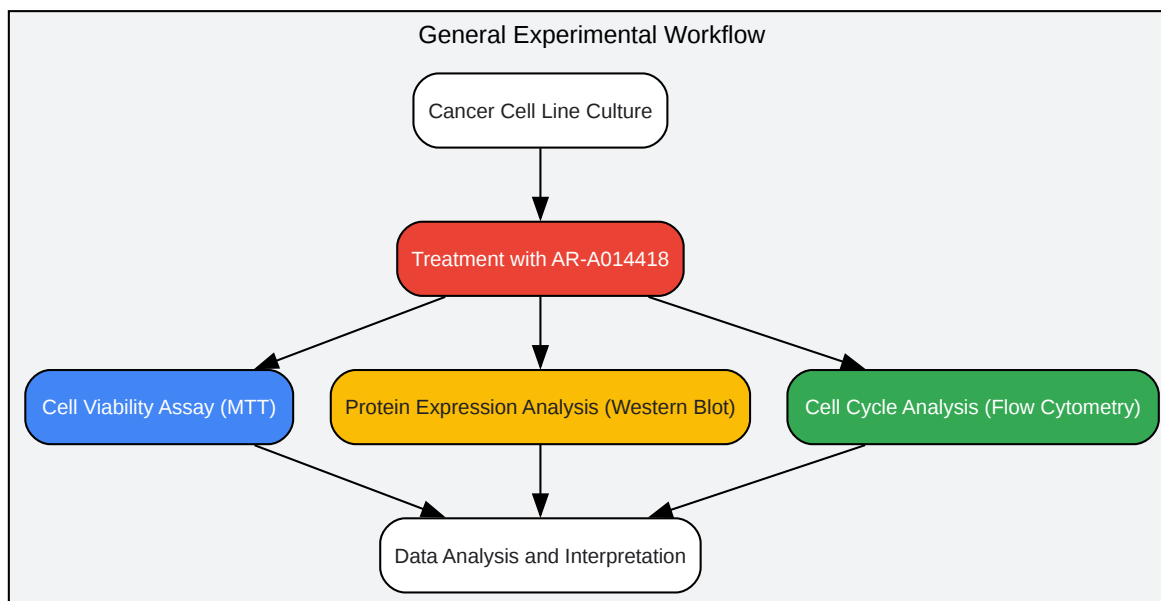 General Experimental Workflow
Cancer Cell Line Culture
Treatment with AR-A014418
Cell Viability Assay (MTT)
Protein Expression Analysis (Western Blot)
Cell Cycle Analysis (Flow Cytometry)
Data Analysis and Interpretation